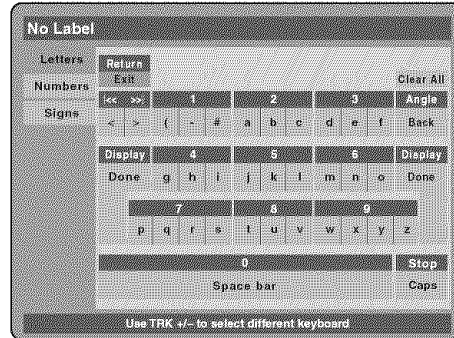 No Label
Letters
Numbers
Signs
Return
Exit
Clear All
<< >> 1 2 3 Angle
< > ( - # a b c d e f Back
Display 4 5 6 Display
Done g h i j k l m n o Done
7 8 9
p q r s t u v w x y z
0 Stop
Space bar Caps
Use TRK +/– to select different keyboard